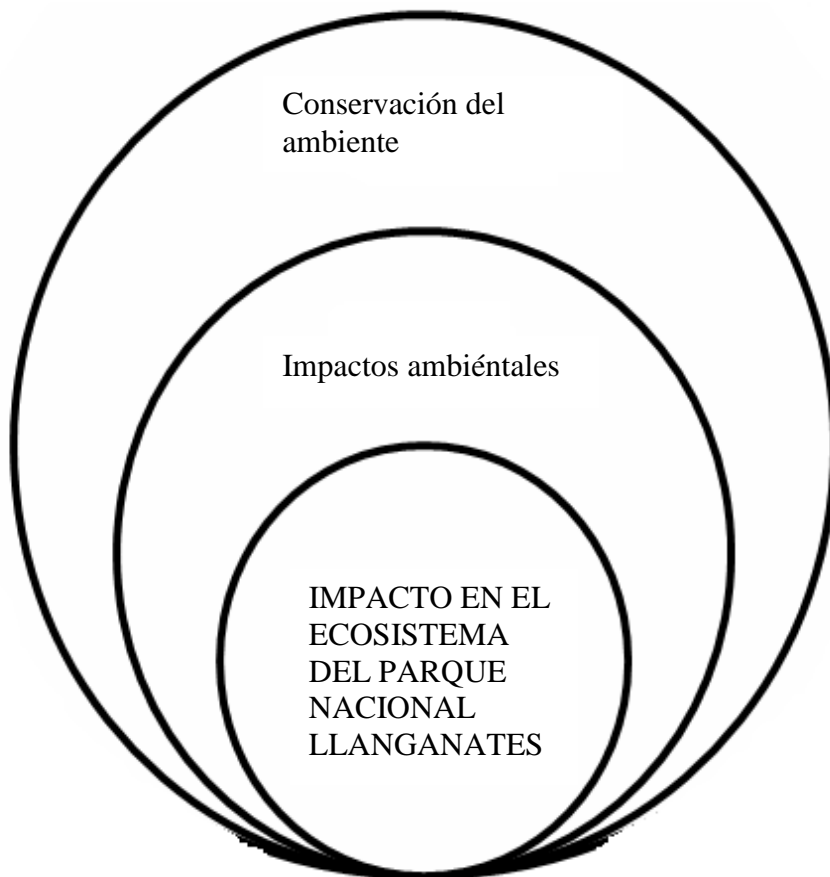 Conservación del
ambiente
Impactos ambiéntales
IMPACTO EN EL
ECOSISTEMA
DEL PARQUE
NACIONAL
LLANGANATES